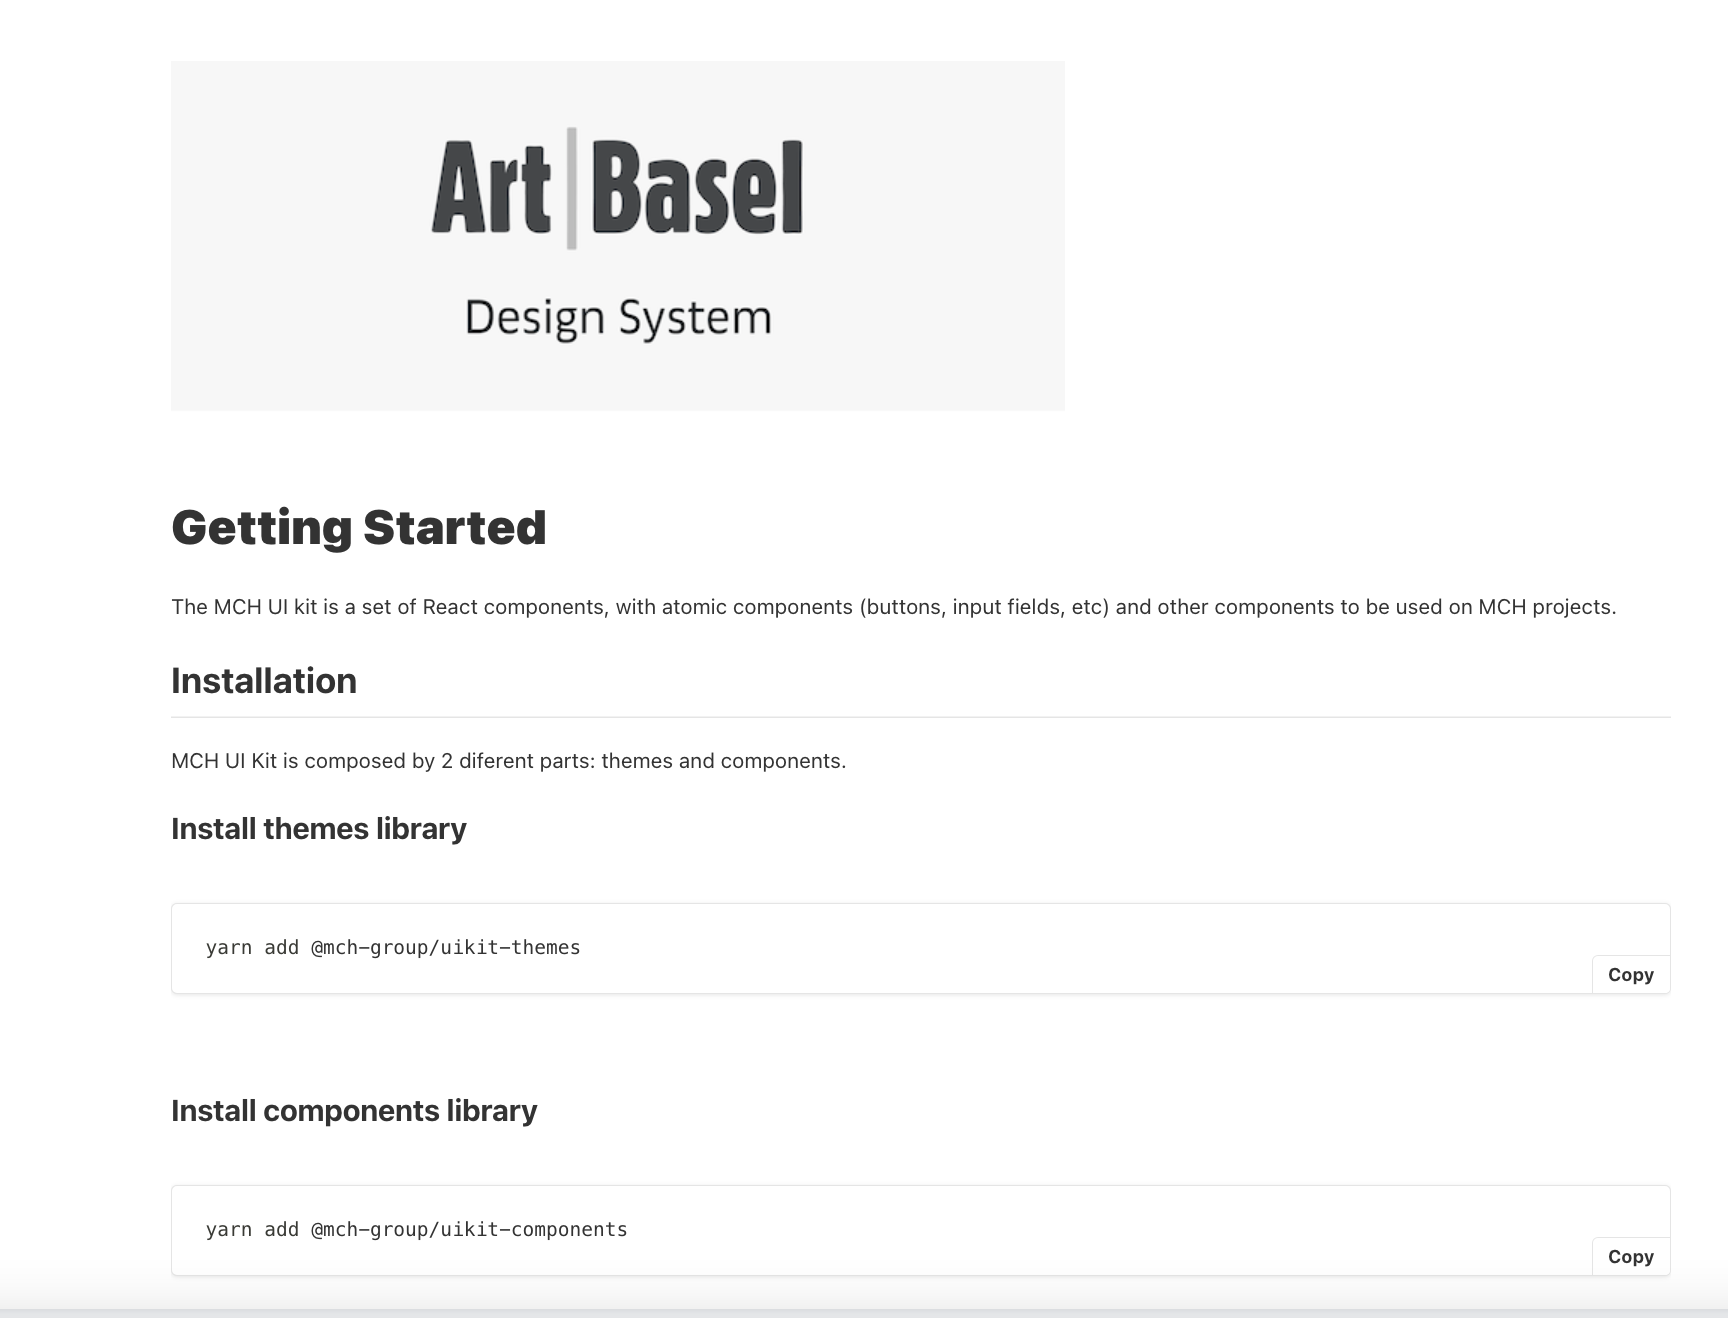 Art Basel
Design System
Getting Started
The MCH UI kit is a set of React components, with atomic components (buttons, input fields, etc) and other components to be used on MCH projects.
Installation
MCH UI Kit is composed by 2 diferent parts: themes and components.
Install themes library
yarn add @mch-group/uikit-themes
Copy
Install components library
yarn add @mch-group/uikit-components
Copy